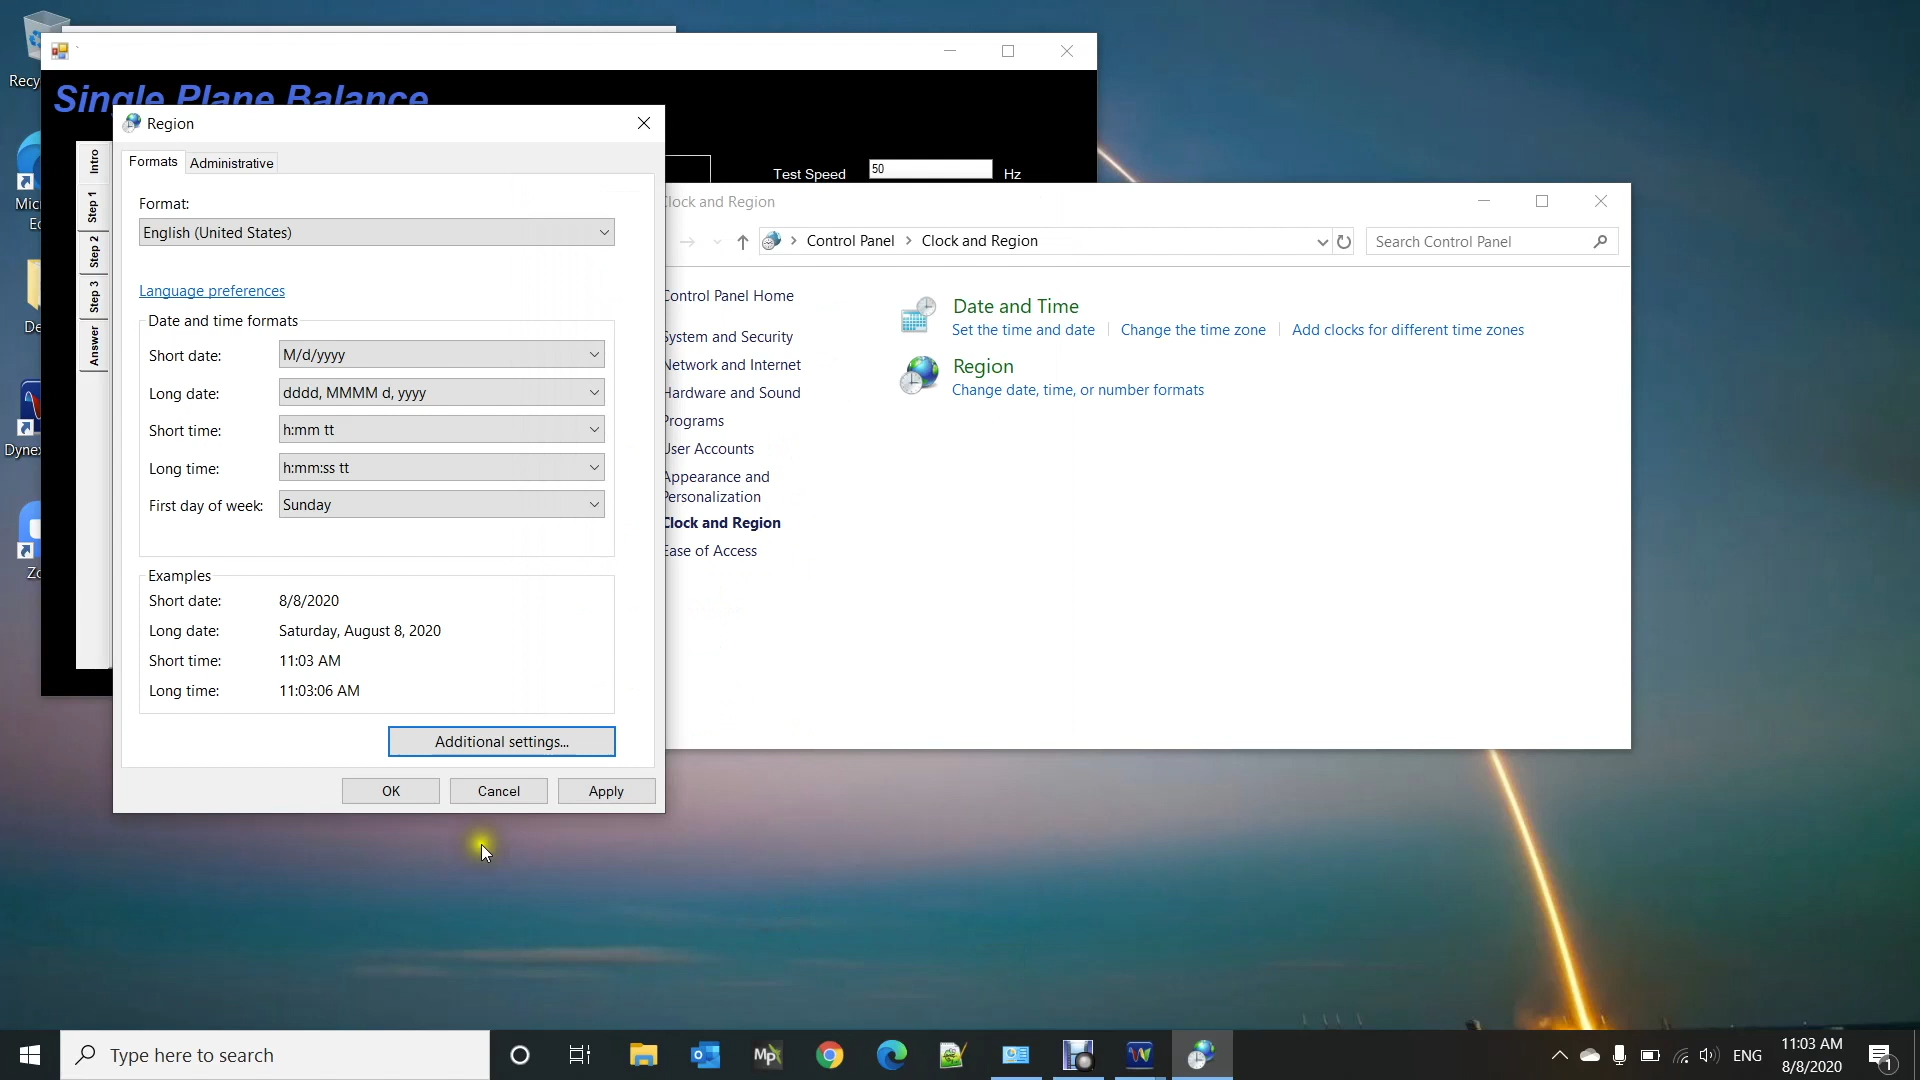 Recy
Single Plane Balance
Region
Formats
Administrative
Format:
English (United States)
Language preferences
Date and time formats
Short date:
M/d/yyyy
Long date:
dddd, MMMM d, yyyy
Short time:
h:mm tt
Long time:
h:mm:ss tt
First day of week:
Sunday
Examples
Short date:
8/8/2020
Long date:
Saturday, August 8, 2020
Short time:
11:03 AM
Long time:
11:03:06 AM
Additional settings...
OK
Cancel
Apply
Intro
Step 1
Step 2
Step 3
Answer
Mic
De
Dyne
Zo
Test Speed
50
Hz
lock and Region
Control Panel
Clock and Region
Search Control Panel
Control Panel Home
System and Security
Network and Internet
Hardware and Sound
Programs
User Accounts
Appearance and
Personalization
Clock and Region
Ease of Access
Date and Time
Set the time and date
Change the time zone
Add clocks for different time zones
Region
Change date, time, or number formats
Type here to search
Mp
ENG
11:03 AM
8/8/2020
1